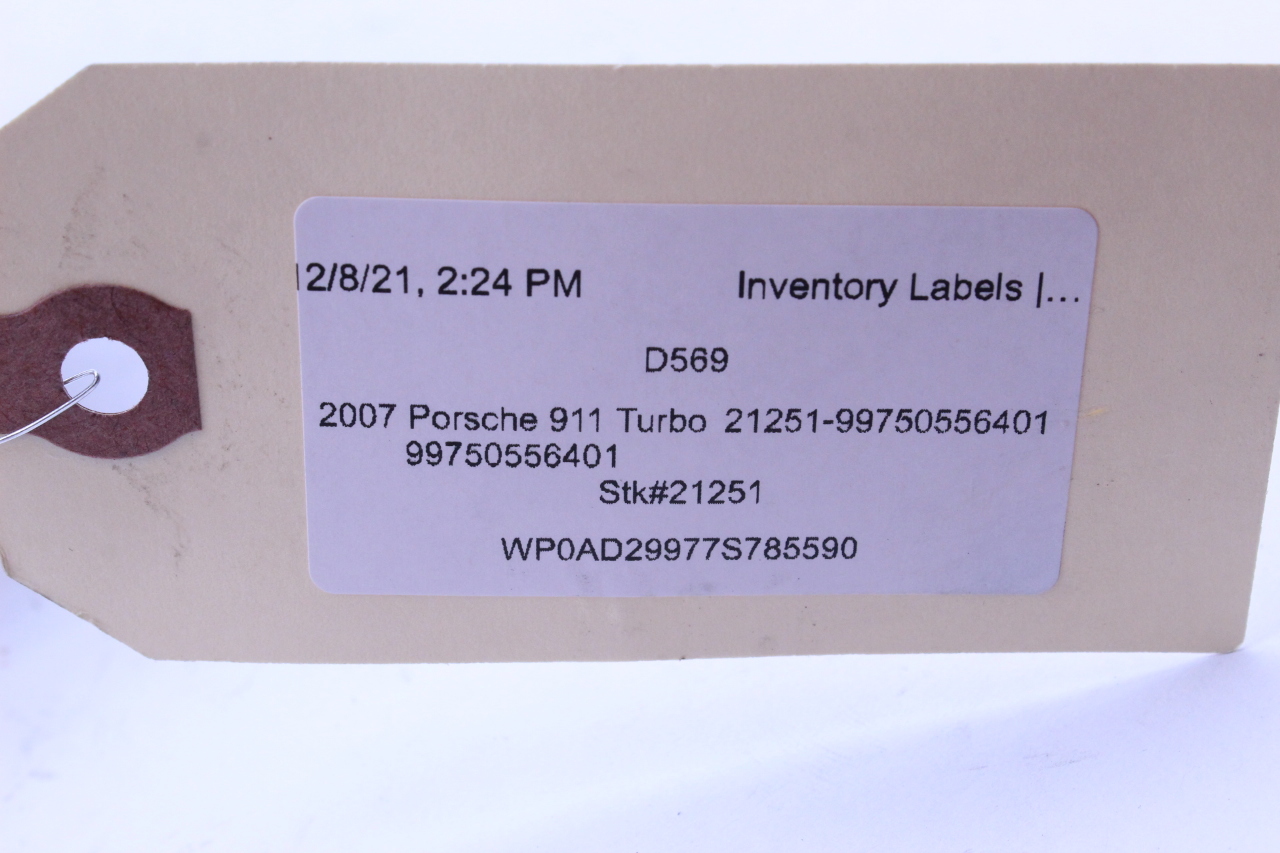 12/8/21, 2:24 PM Inventory Labels |...
D569
2007 Porsche 911 Turbo 21251-99750556401
99750556401
Stk#21251
WP0AD29977S785590